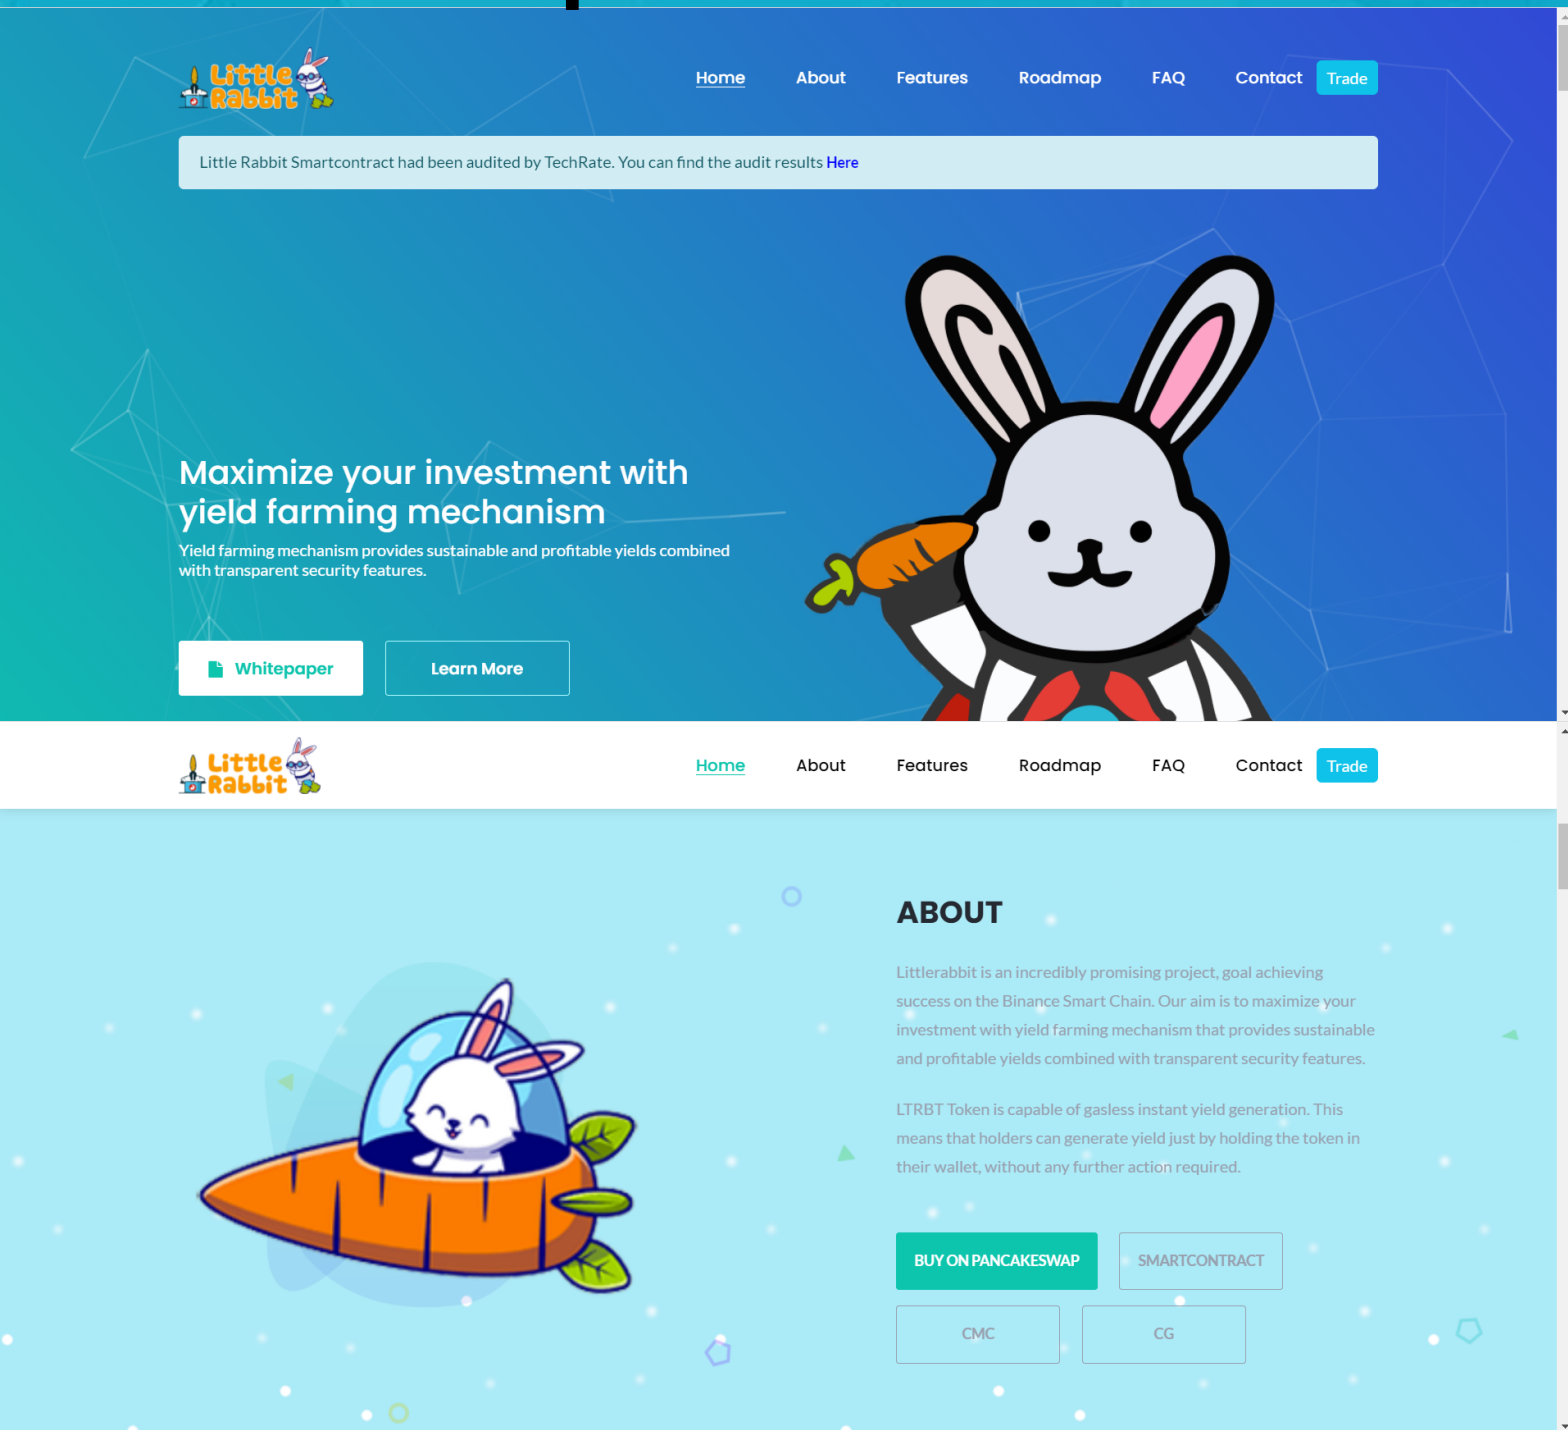 Little
Rabbit
Home About Features Roadmap FAQ Contact Trade
Little Rabbit Smartcontract had been audited by TechRate. You can find the audit results Here
Maximize your investment with
yield farming mechanism
Yield farming mechanism provides sustainable and profitable yields combined
with transparent security features.
Whitepaper Learn More
Little
Rabbit
Home About Features Roadmap FAQ Contact Trade
ABOUT
Littlerabbit is an incredibly promising project, goal achieving
success on the Binance Smart Chain. Our aim is to maximize your
investment with yield farming mechanism that provides sustainable
and profitable yields combined with transparent security features.
LTRBT Token is capable of gasless instant yield generation. This
means that holders can generate yield just by holding the token in
their wallet, without any further action required.
BUY ON PANCAKESWAP SMARTCONTRACT
CMC CG